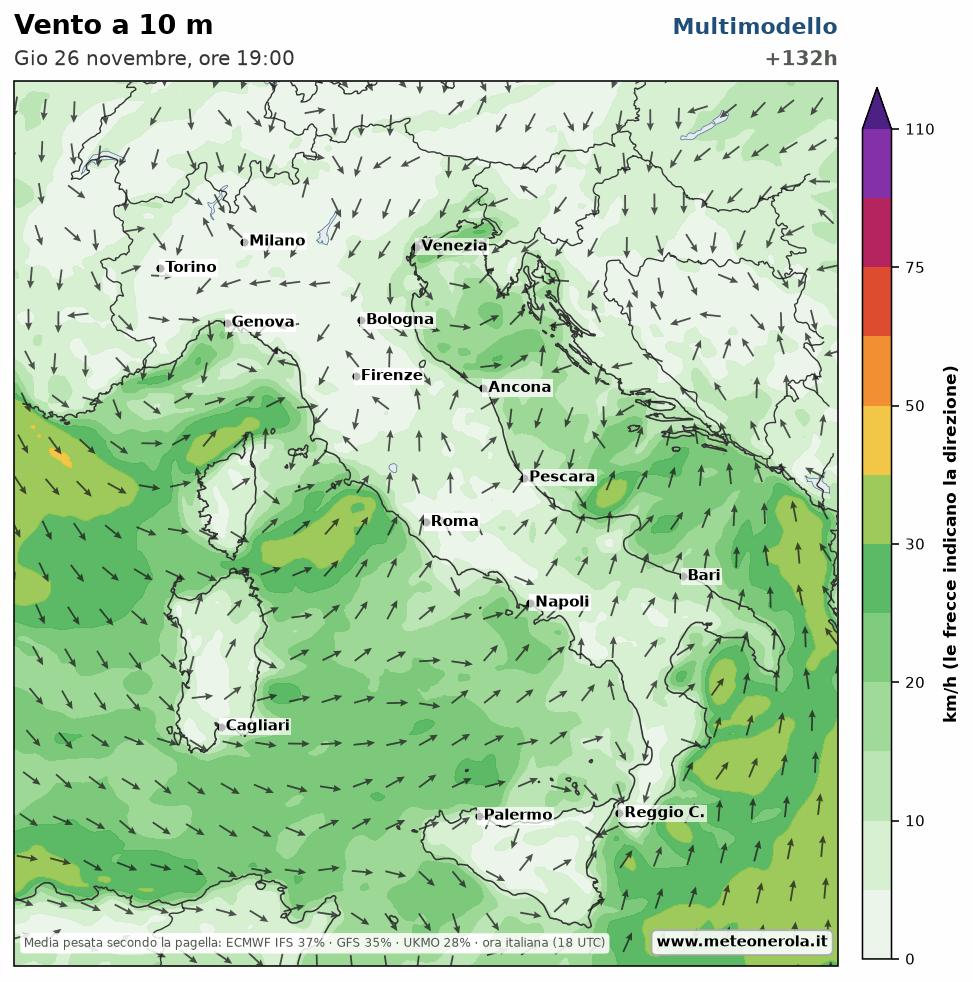 Vento a 10 m
Multimodello
Gio 26 novembre, ore 19:00
+132h
110
75
50
30
20
10
0
km/h (le frecce indicano la direzione)
Venezia
Milano
Torino
Genova
Bologna
Firenze
Ancona
Pescara
Roma
Bari
Napoli
Cagliari
Palermo
Reggio C.
Media pesata secondo la pagella: ECMWF IFS 37% · GFS 35% · UKMO 28% · ora italiana (18 UTC)
www.meteonerola.it